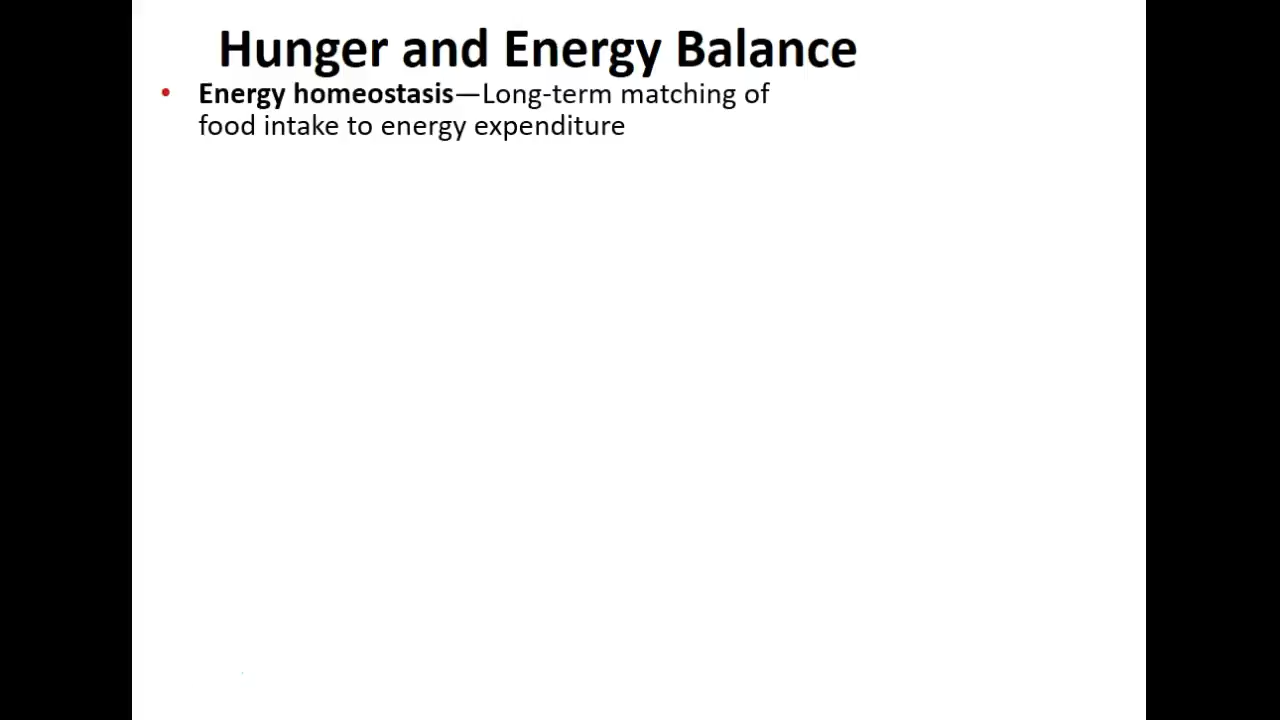 Hunger and Energy Balance
• Energy homeostasis—Long-term matching of
food intake to energy expenditure